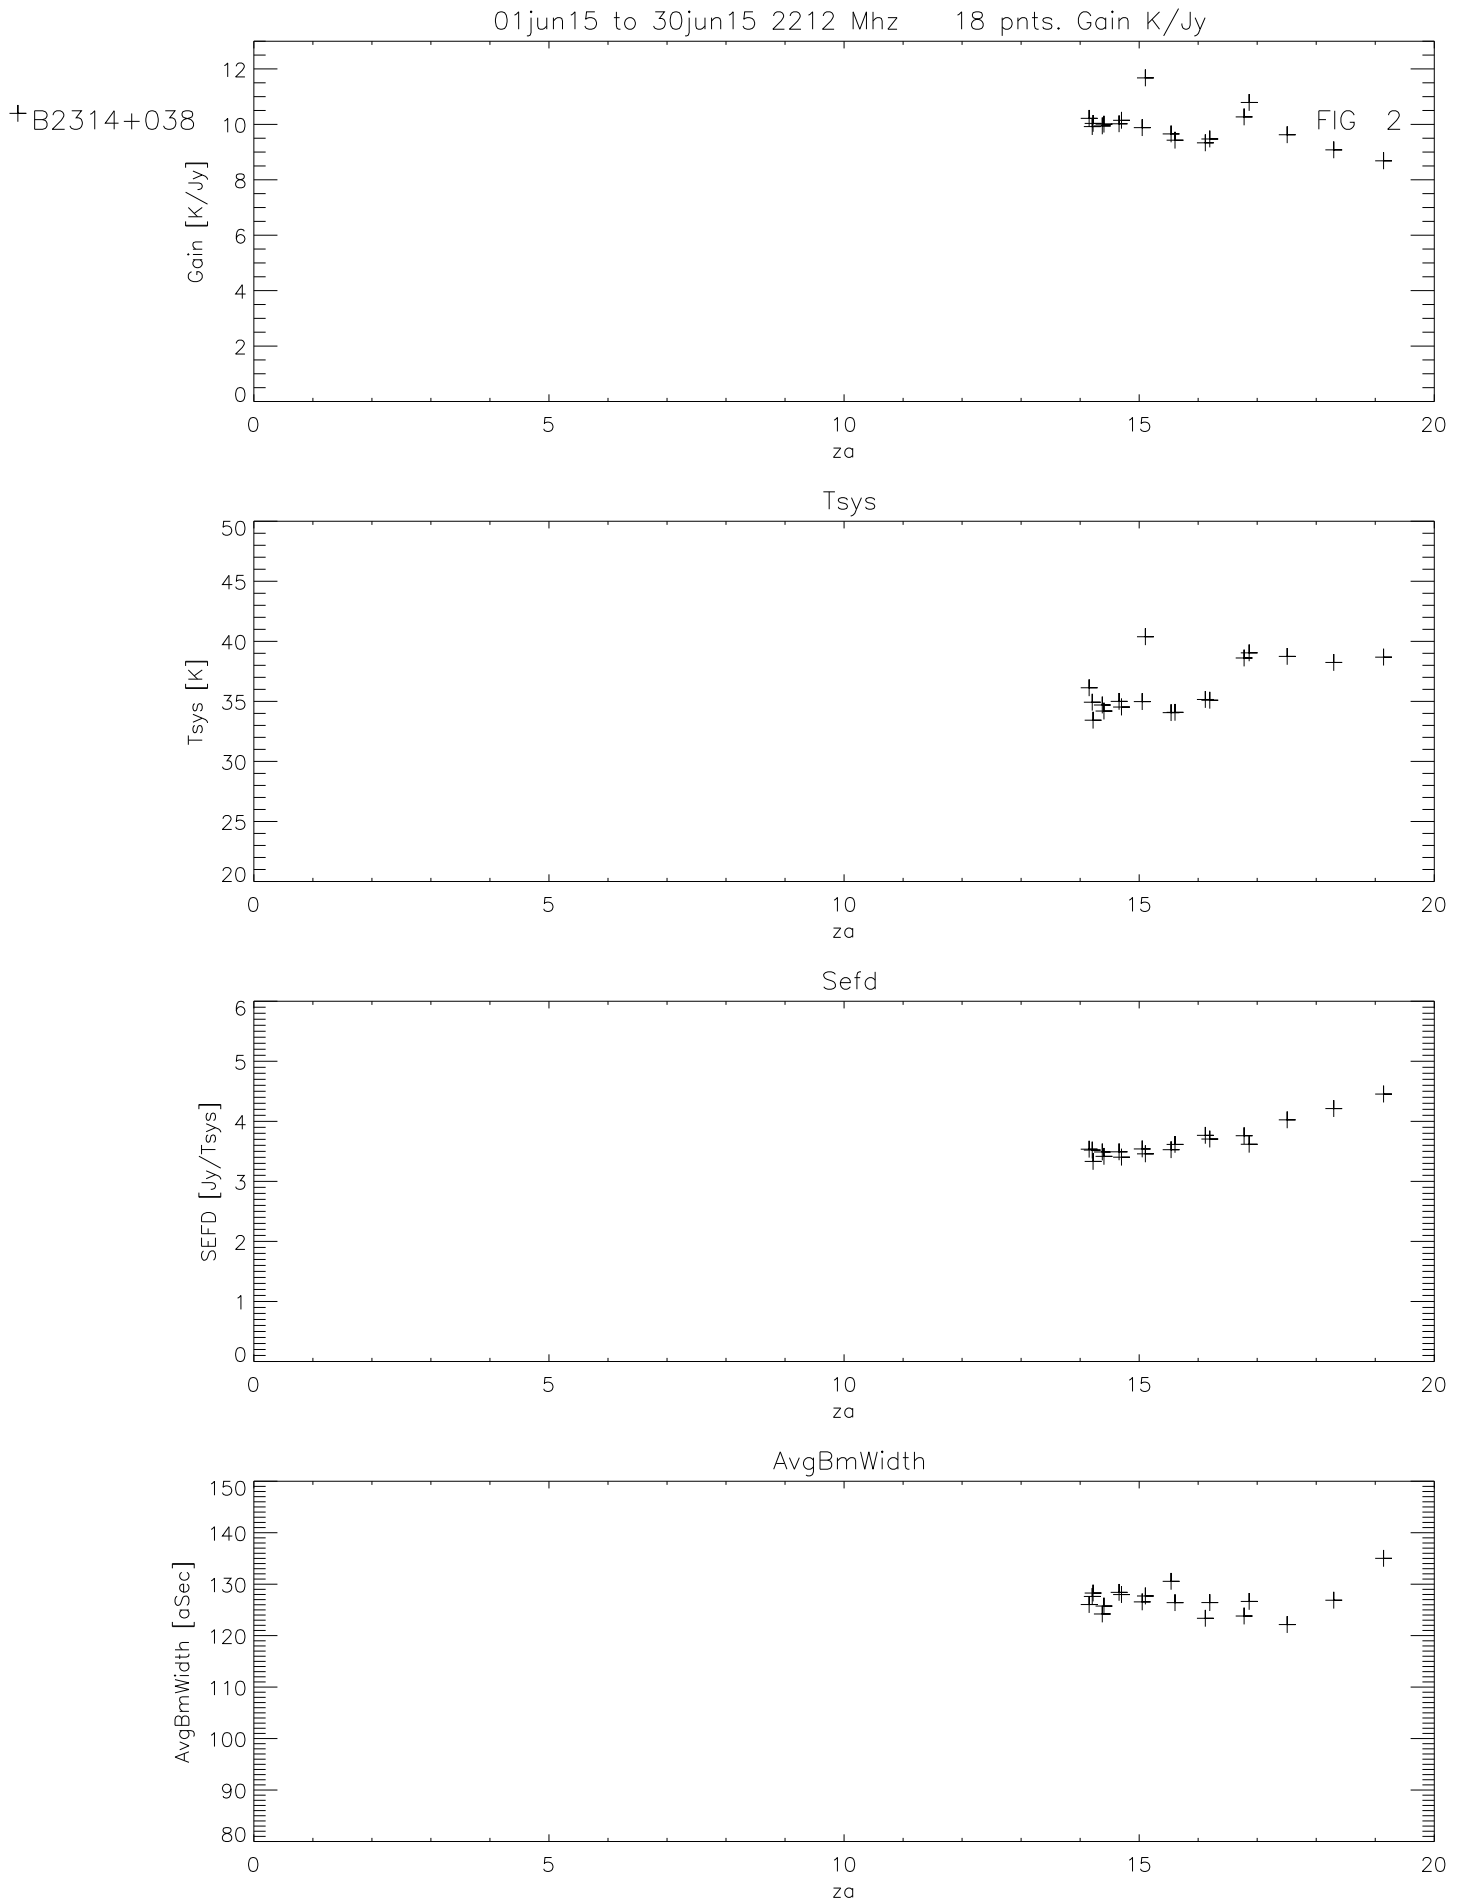 01jun15 to 30jun15 2212 Mhz 18 pnts. Gain K/Jy
+B2314+038
FIG 2
Gain [K/Jy]
12
10
8
6
4
2
0
0 5 10 15 20
za
Tsys
Tsys [K]
50
45
40
35
30
25
20
0 5 10 15 20
za
Sefd
SEFD [Jy/Tsys]
6
5
4
3
2
1
0
0 5 10 15 20
za
AvgBmWidth
AvgBmWidth [aSec]
150
140
130
120
110
100
90
80
0 5 10 15 20
za